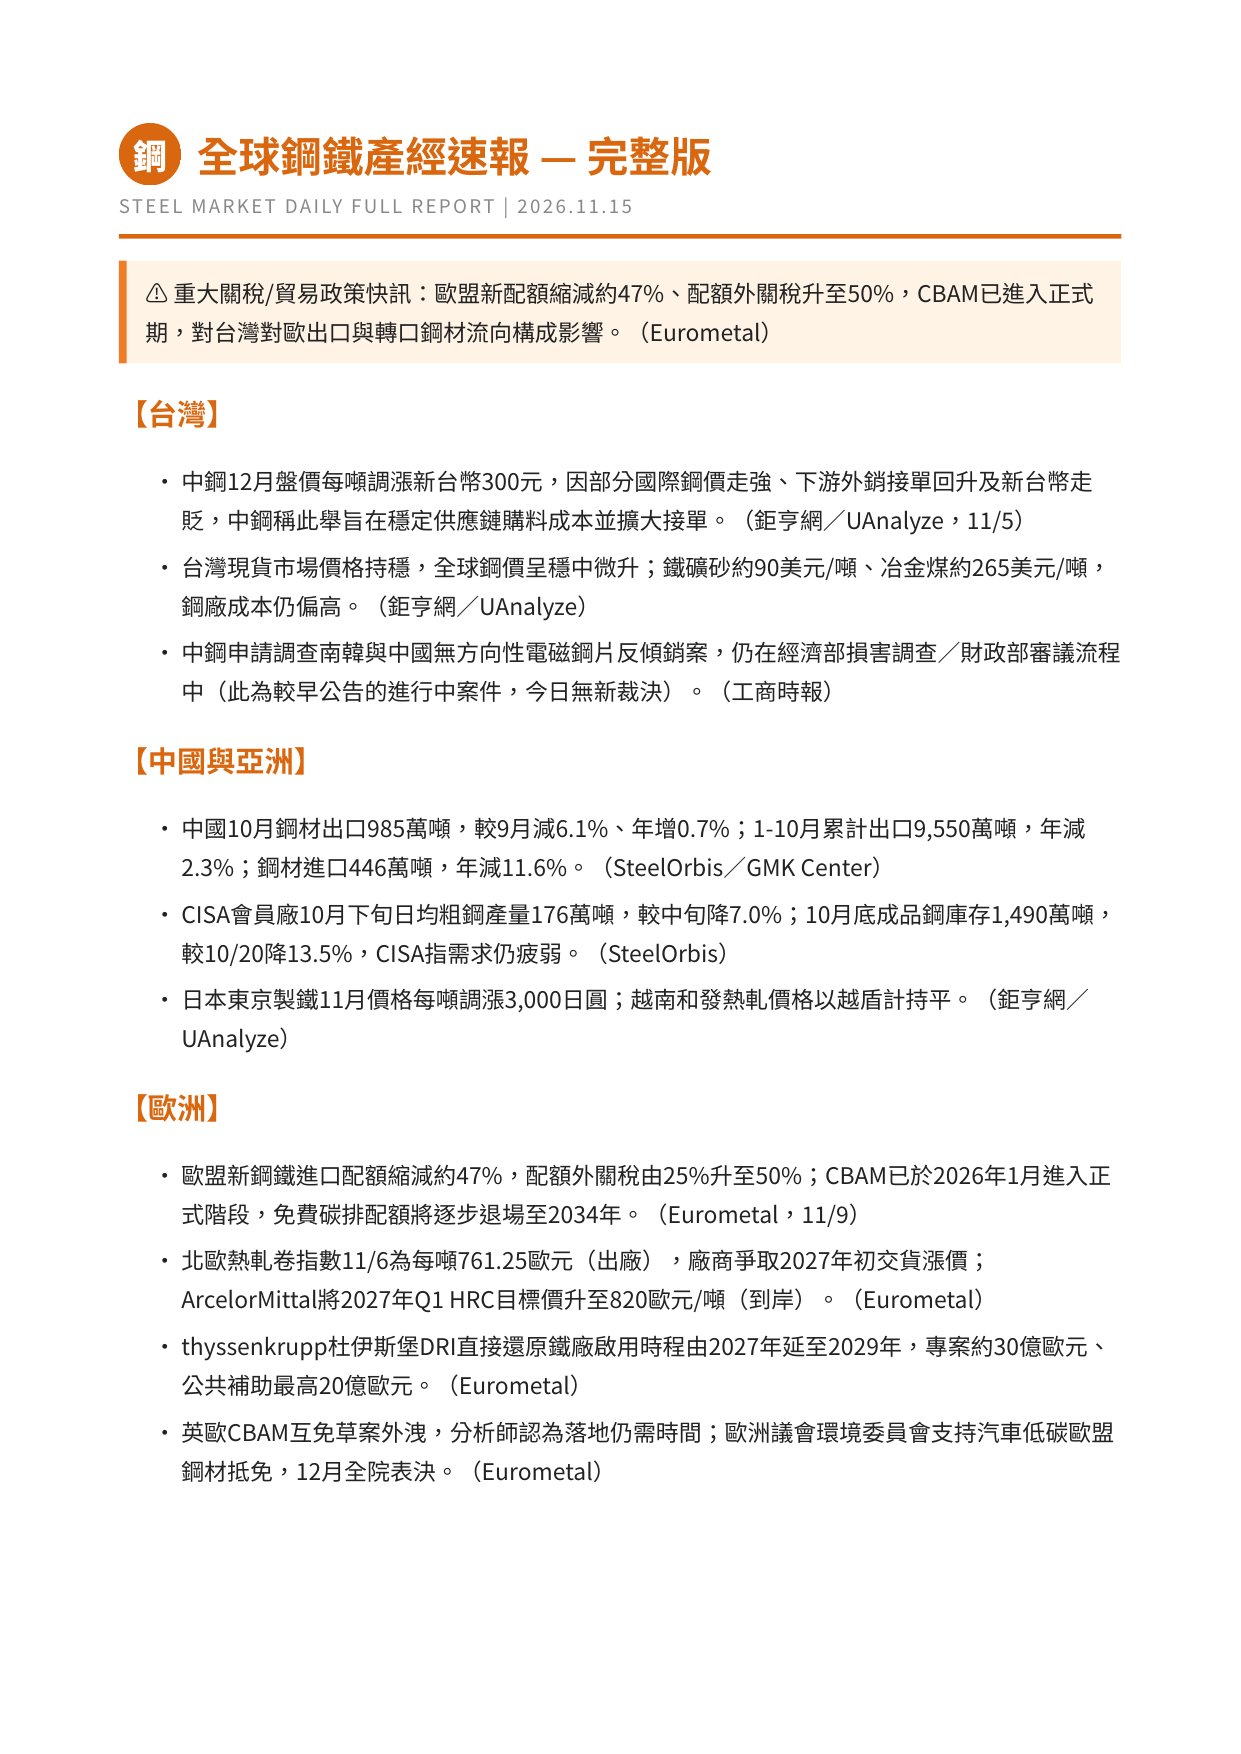 鋼 全球鋼鐵產經速報 — 完整版
STEEL MARKET DAILY FULL REPORT | 2026.11.15
⚠ 重大關稅/貿易政策快訊：歐盟新配額縮減約47%、配額外關稅升至50%，CBAM已進入正式
期，對台灣對歐出口與轉口鋼材流向構成影響。（Eurometal）
【台灣】
・中鋼12月盤價每噸調漲新台幣300元，因部分國際鋼價走強、下游外銷接單回升及新台幣走
貶，中鋼稱此舉旨在穩定供應鏈購料成本並擴大接單。（鉅亨網／UAnalyze，11/5）
・台灣現貨市場價格持穩，全球鋼價呈穩中微升；鐵礦砂約90美元/噸、冶金煤約265美元/噸，
鋼廠成本仍偏高。（鉅亨網／UAnalyze）
・中鋼申請調查南韓與中國無方向性電磁鋼片反傾銷案，仍在經濟部損害調查／財政部審議流程
中（此為較早公告的進行中案件，今日無新裁決）。（工商時報）
【中國與亞洲】
・中國10月鋼材出口985萬噸，較9月減6.1%、年增0.7%；1-10月累計出口9,550萬噸，年減
2.3%；鋼材進口446萬噸，年減11.6%。（SteelOrbis／GMK Center）
・CISA會員廠10月下旬日均粗鋼產量176萬噸，較中旬降7.0%；10月底成品鋼庫存1,490萬噸，
較10/20降13.5%，CISA指需求仍疲弱。（SteelOrbis）
・日本東京製鐵11月價格每噸調漲3,000日圓；越南和發熱軋價格以越盾計持平。（鉅亨網／
UAnalyze）
【歐洲】
・歐盟新鋼鐵進口配額縮減約47%，配額外關稅由25%升至50%；CBAM已於2026年1月進入正
式階段，免費碳排配額將逐步退場至2034年。（Eurometal，11/9）
・北歐熱軋卷指數11/6為每噸761.25歐元（出廠），廠商爭取2027年初交貨漲價；
ArcelorMittal將2027年Q1 HRC目標價升至820歐元/噸（到岸）。（Eurometal）
・thyssenkrupp杜伊斯堡DRI直接還原鐵廠啟用時程由2027年延至2029年，專案約30億歐元、
公共補助最高20億歐元。（Eurometal）
・英歐CBAM互免草案外洩，分析師認為落地仍需時間；歐洲議會環境委員會支持汽車低碳歐盟
鋼材抵免，12月全院表決。（Eurometal）